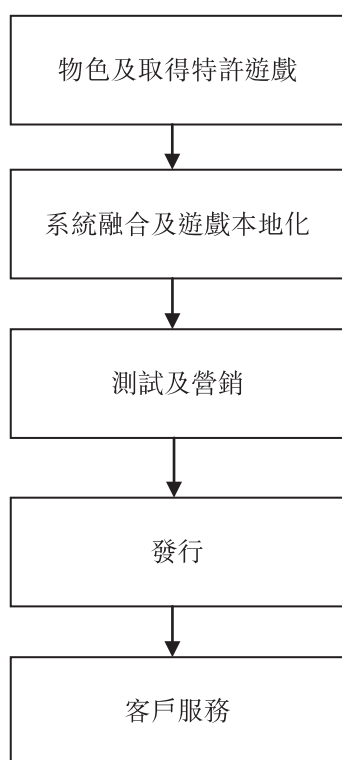 物色及取得特許遊戲
系統融合及遊戲本地化
測試及營銷
發行
客戶服務